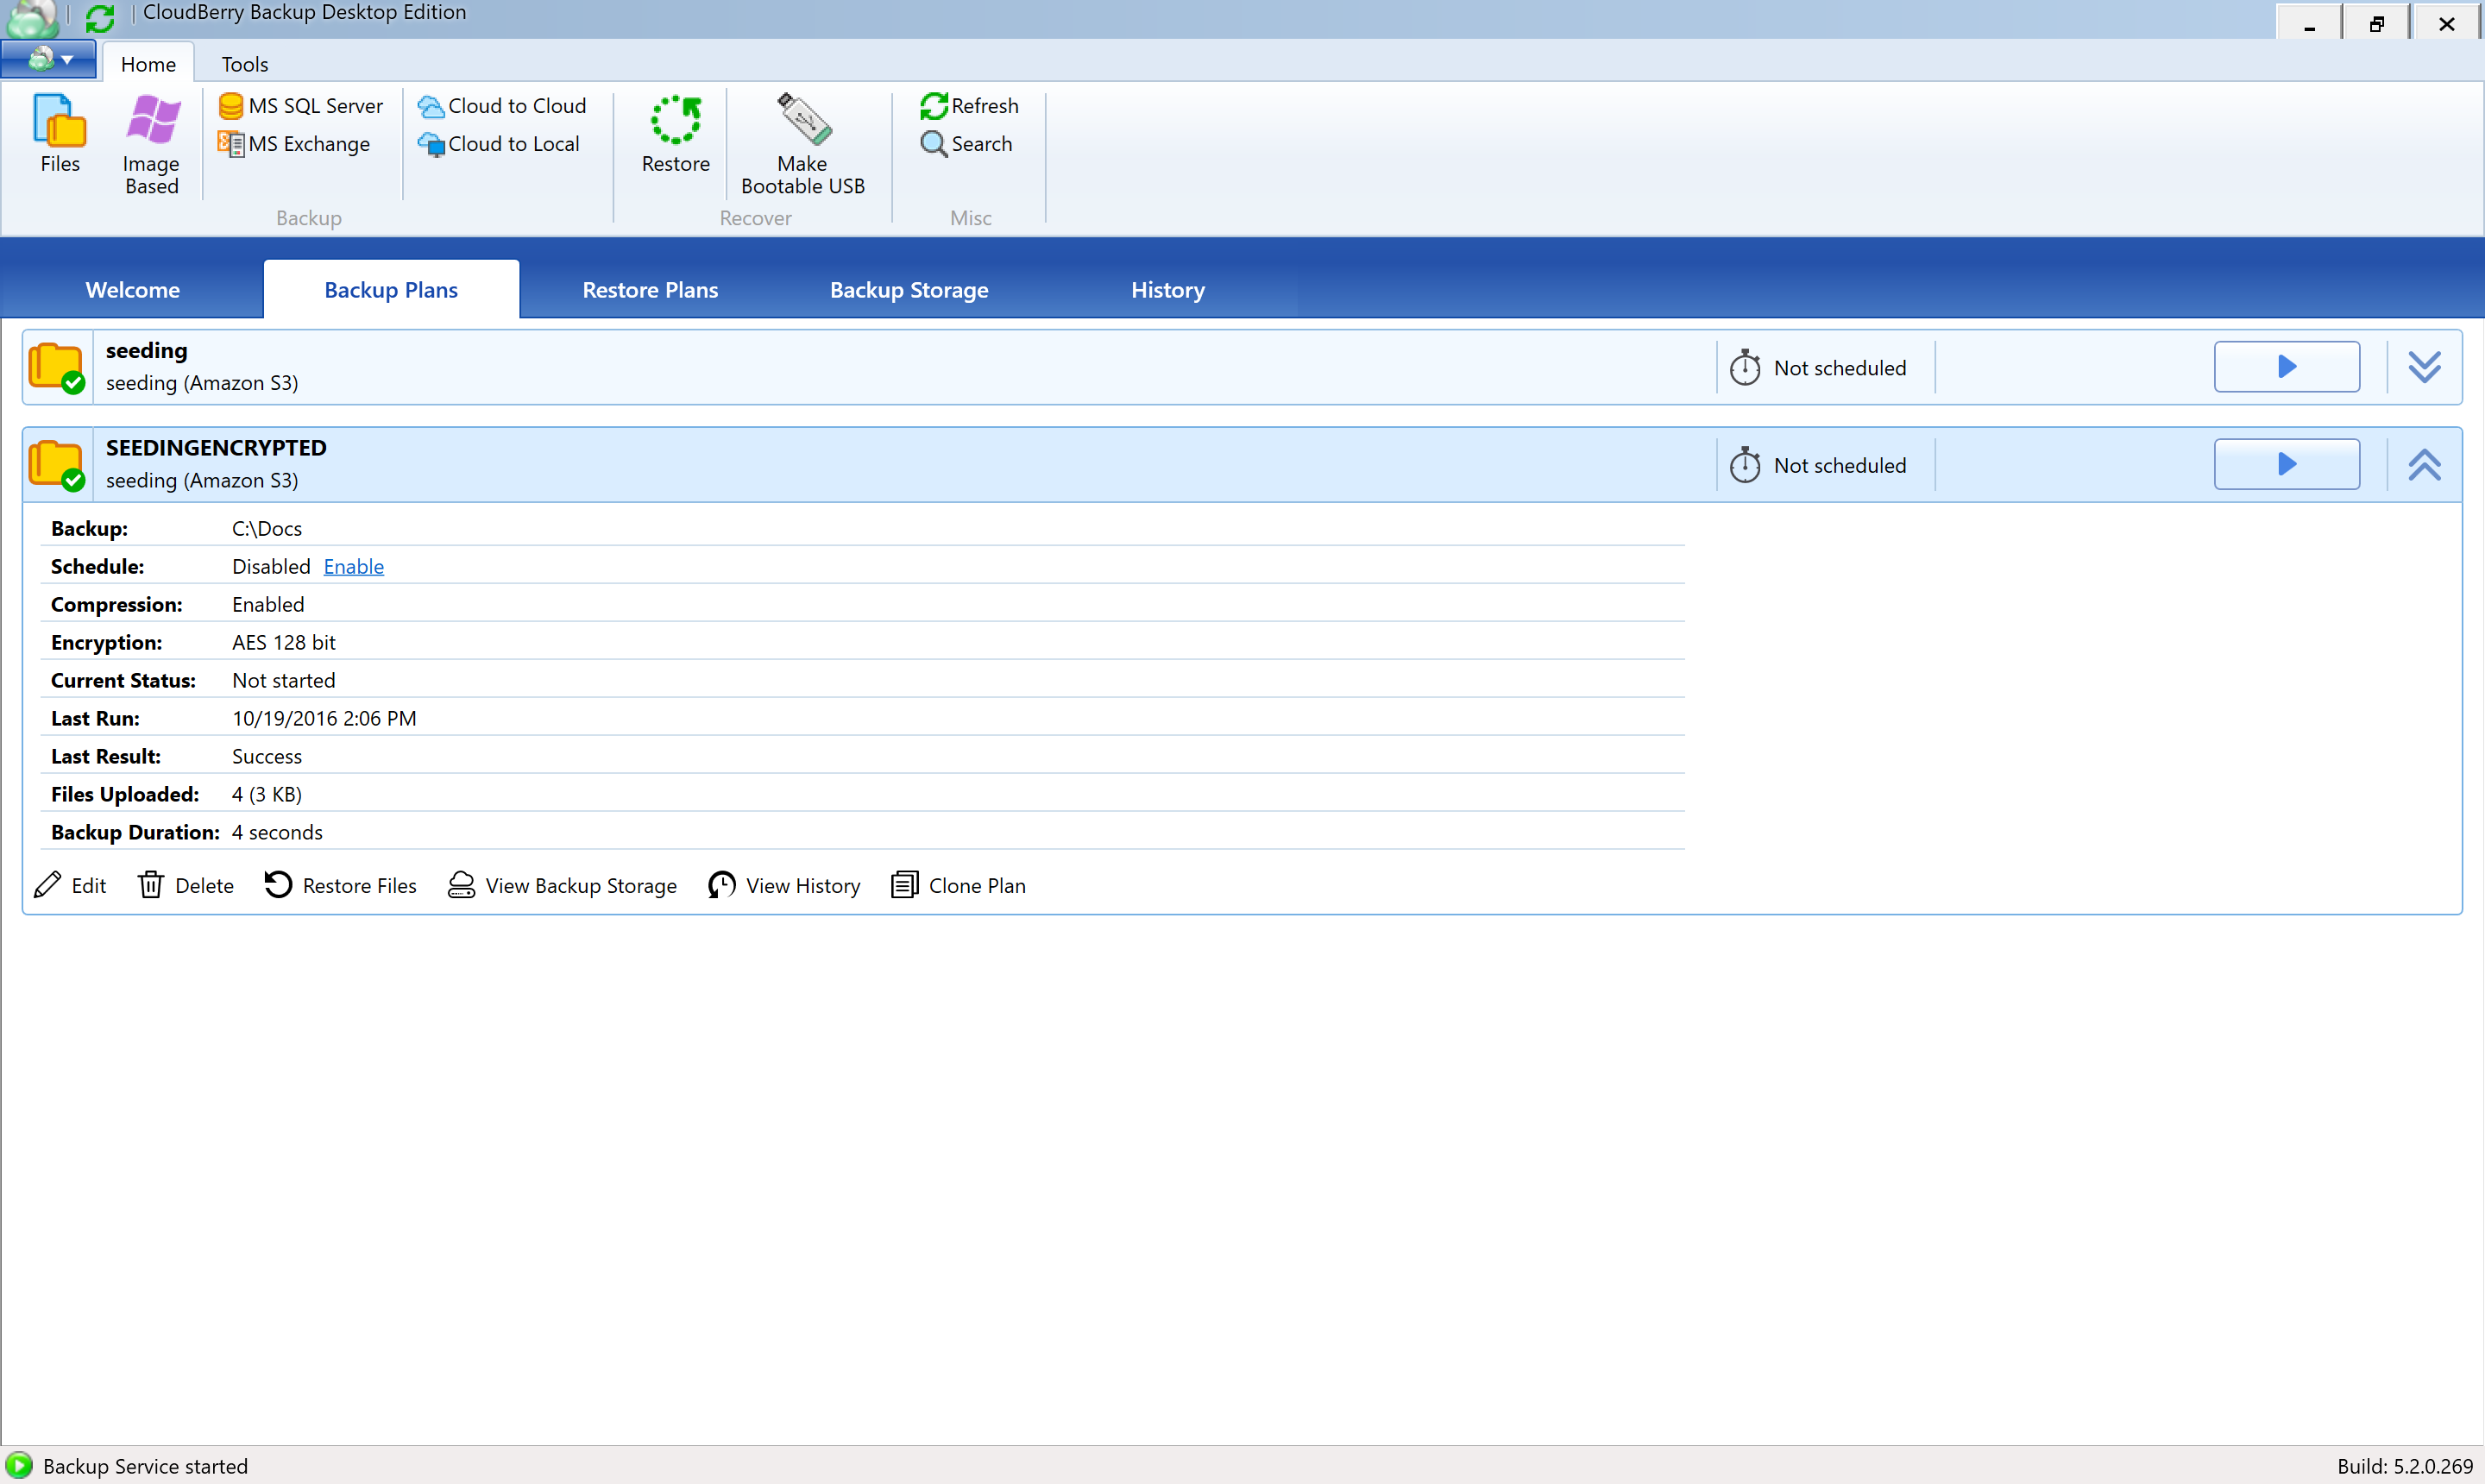 CloudBerry Backup Desktop Edition
Home Tools
Files
Image Based
MS SQL Server
MS Exchange
Cloud to Cloud
Cloud to Local
Backup
Restore
Make Bootable USB
Recover
Refresh
Search
Misc
Welcome Backup Plans Restore Plans Backup Storage History
seeding
seeding (Amazon S3)
Not scheduled
SEEDINGENCRYPTED
seeding (Amazon S3)
Not scheduled
Backup: C:\Docs
Schedule: Disabled Enable
Compression: Enabled
Encryption: AES 128 bit
Current Status: Not started
Last Run: 10/19/2016 2:06 PM
Last Result: Success
Files Uploaded: 4 (3 KB)
Backup Duration: 4 seconds
Edit Delete Restore Files View Backup Storage View History Clone Plan
Backup Service started
Build: 5.2.0.269